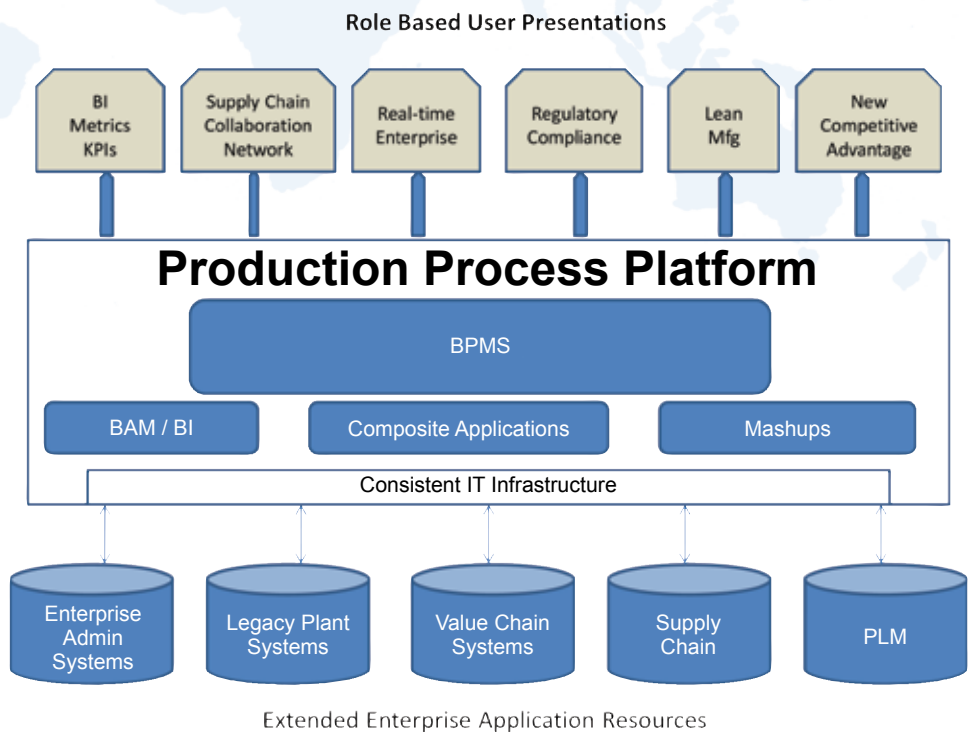 Role Based User Presentations
BI
Metrics
KPIs
Supply Chain
Collaboration
Network
Real-time
Enterprise
Regulatory
Compliance
Lean
Mfg
New
Competitive
Advantage
Production Process Platform
BPMS
BAM / BI
Composite Applications
Mashups
Consistent IT Infrastructure
Enterprise
Admin
Systems
Legacy Plant
Systems
Value Chain
Systems
Supply
Chain
PLM
Extended Enterprise Application Resources